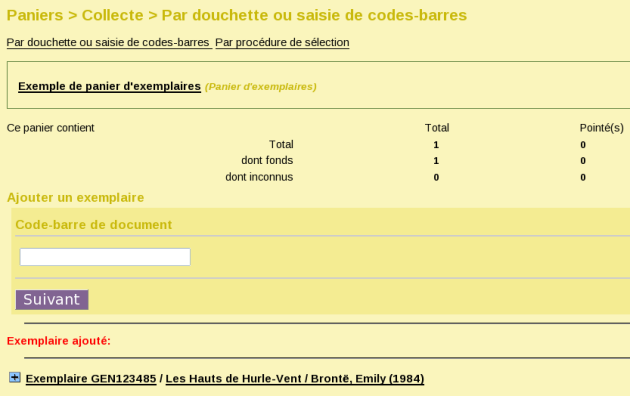 Paniers > Collecte > Par douchette ou saisie de codes-barres
Par douchette ou saisie de codes-barres Par procédure de sélection
Exemple de panier d'exemplaires (Panier d'exemplaires)
Ce panier contient Total Pointé(s)
Total 1 0
dont fonds 1 0
dont inconnus 0 0
Ajouter un exemplaire
Code-barre de document
Suivant
Exemplaire ajouté:
Exemplaire GEN123485 / Les Hauts de Hurle-Vent / Brontë, Emily (1984)